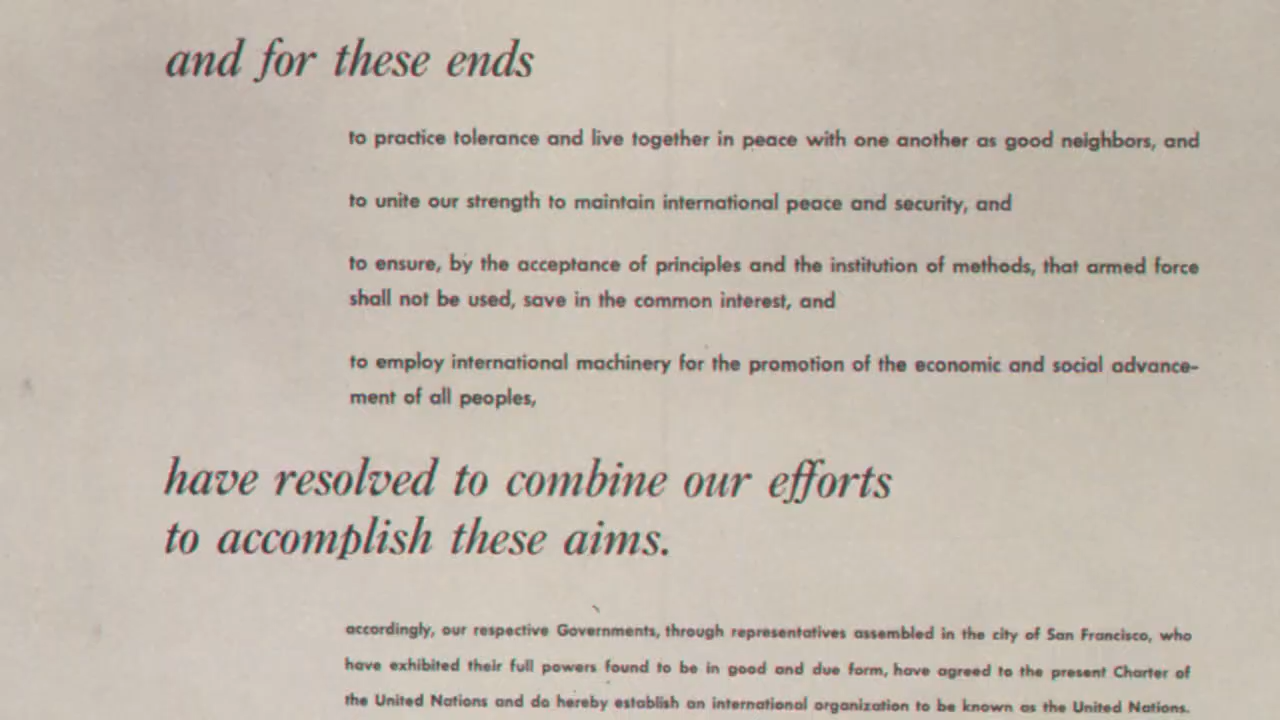 and for these ends
to practice tolerance and live together in peace with one another as good neighbors, and
to unite our strength to maintain international peace and security, and
to ensure, by the acceptance of principles and the institution of methods, that armed force
shall not be used, save in the common interest, and
to employ international machinery for the promotion of the economic and social advance-
ment of all peoples,
have resolved to combine our efforts
to accomplish these aims.
accordingly, our respective Governments, through representatives assembled in the city of San Francisco, who
have exhibited their full powers found to be in good and due form, have agreed to the present Charter of
the United Nations and do hereby establish an international organization to be known as the United Nations.